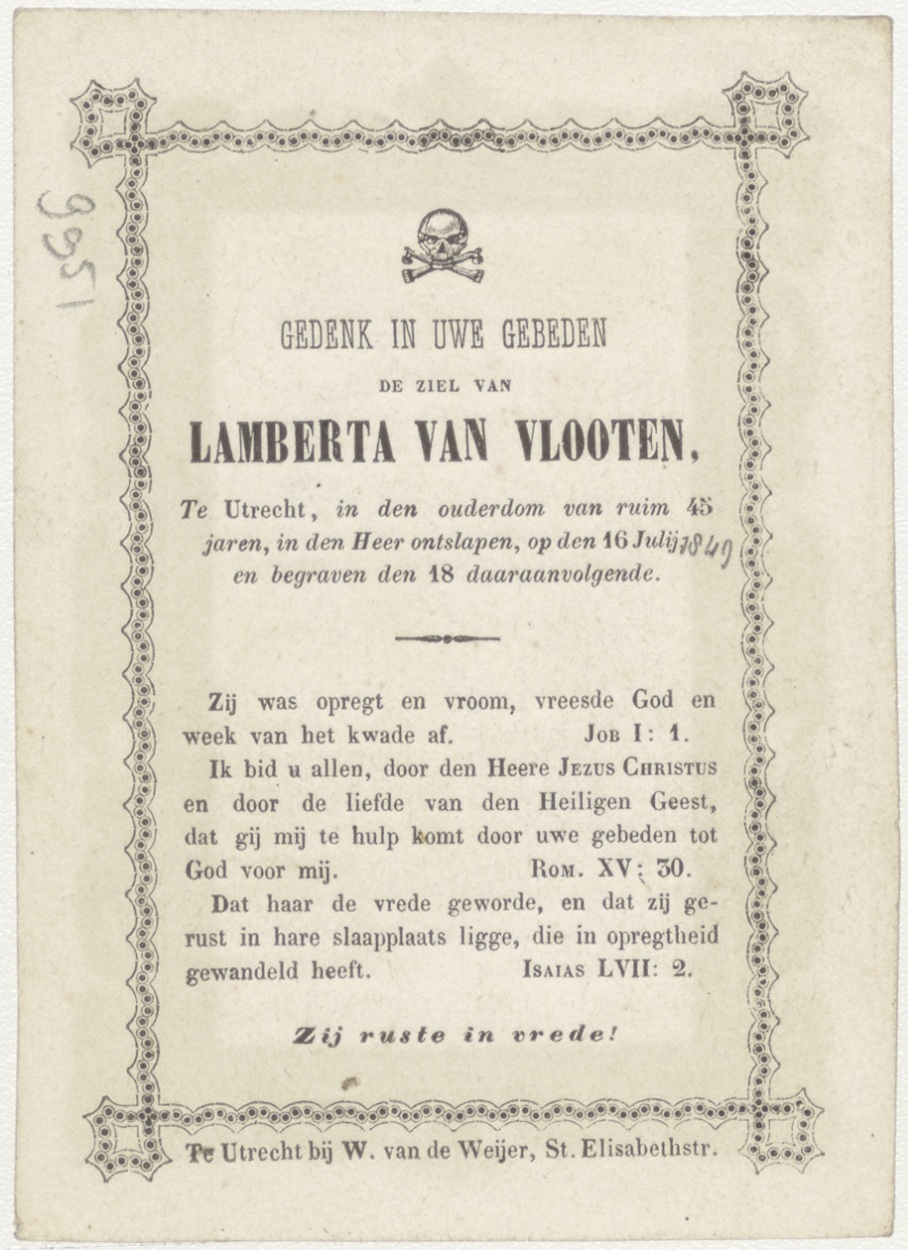 GEDENK IN UWE GEBEDEN
DE ZIEL VAN
LAMBERTA VAN VLOOTEN,
Te Utrecht, in den ouderdom van ruim 45
jaren, in den Heer ontslapen, op den 16 Julij 1849
en begraven den 18 daaraanvolgende.
Zij was opregt en vroom, vreesde God en
week van het kwade af. JOB I: 1.
Ik bid u allen, door den Heere JEZUS CHRISTUS
en door de liefde van den Heiligen Geest,
dat gij mij te hulp komt door uwe gebeden tot
God voor mij. ROM. XV: 30.
Dat haar de vrede geworde, en dat zij ge-
rust in hare slaapplaats ligge, die in opregtheid
gewandeld heeft. ISAIAS LVII: 2.
Zij ruste in vrede!
Te Utrecht bij W. van de Weijer, St. Elisabethstr.